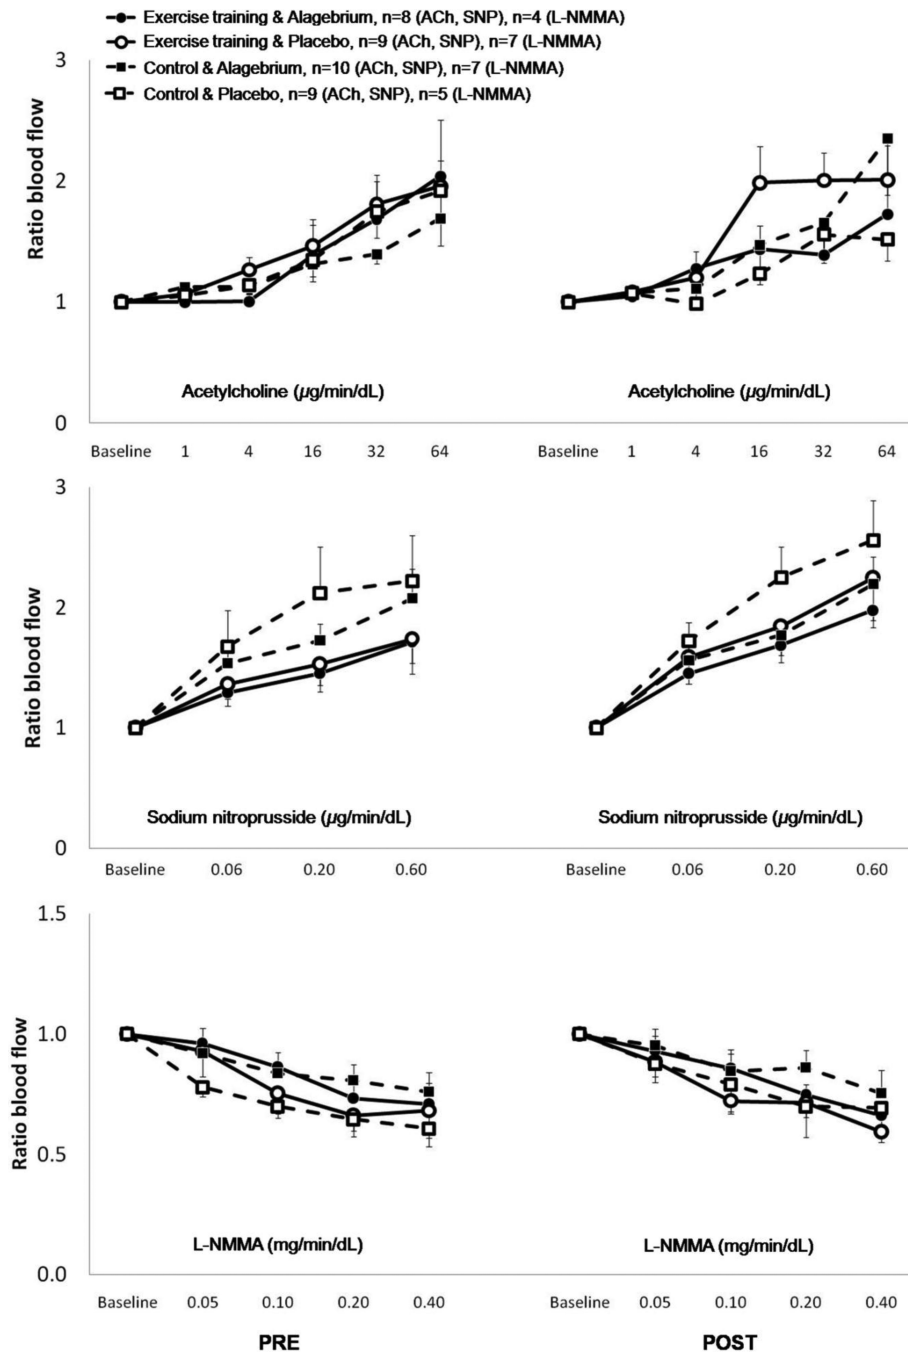 Exercise training & Alagebrium, n=8 (ACh, SNP), n=4 (L-NMMA)
Exercise training & Placebo, n=9 (ACh, SNP), n=7 (L-NMMA)
Control & Alagebrium, n=10 (ACh, SNP), n=7 (L-NMMA)
Control & Placebo, n=9 (ACh, SNP), n=5 (L-NMMA)
3
2
1
0
Ratio blood flow
Acetylcholine (µg/min/dL) Acetylcholine (µg/min/dL)
Baseline 1 4 16 32 64 Baseline 1 4 16 32 64
3
2
1
0
Ratio blood flow
Sodium nitroprusside (µg/min/dL) Sodium nitroprusside (µg/min/dL)
Baseline 0.06 0.20 0.60 Baseline 0.06 0.20 0.60
1.5
1.0
0.5
0.0
Ratio blood flow
L-NMMA (mg/min/dL) L-NMMA (mg/min/dL)
Baseline 0.05 0.10 0.20 0.40 Baseline 0.05 0.10 0.20 0.40
PRE POST